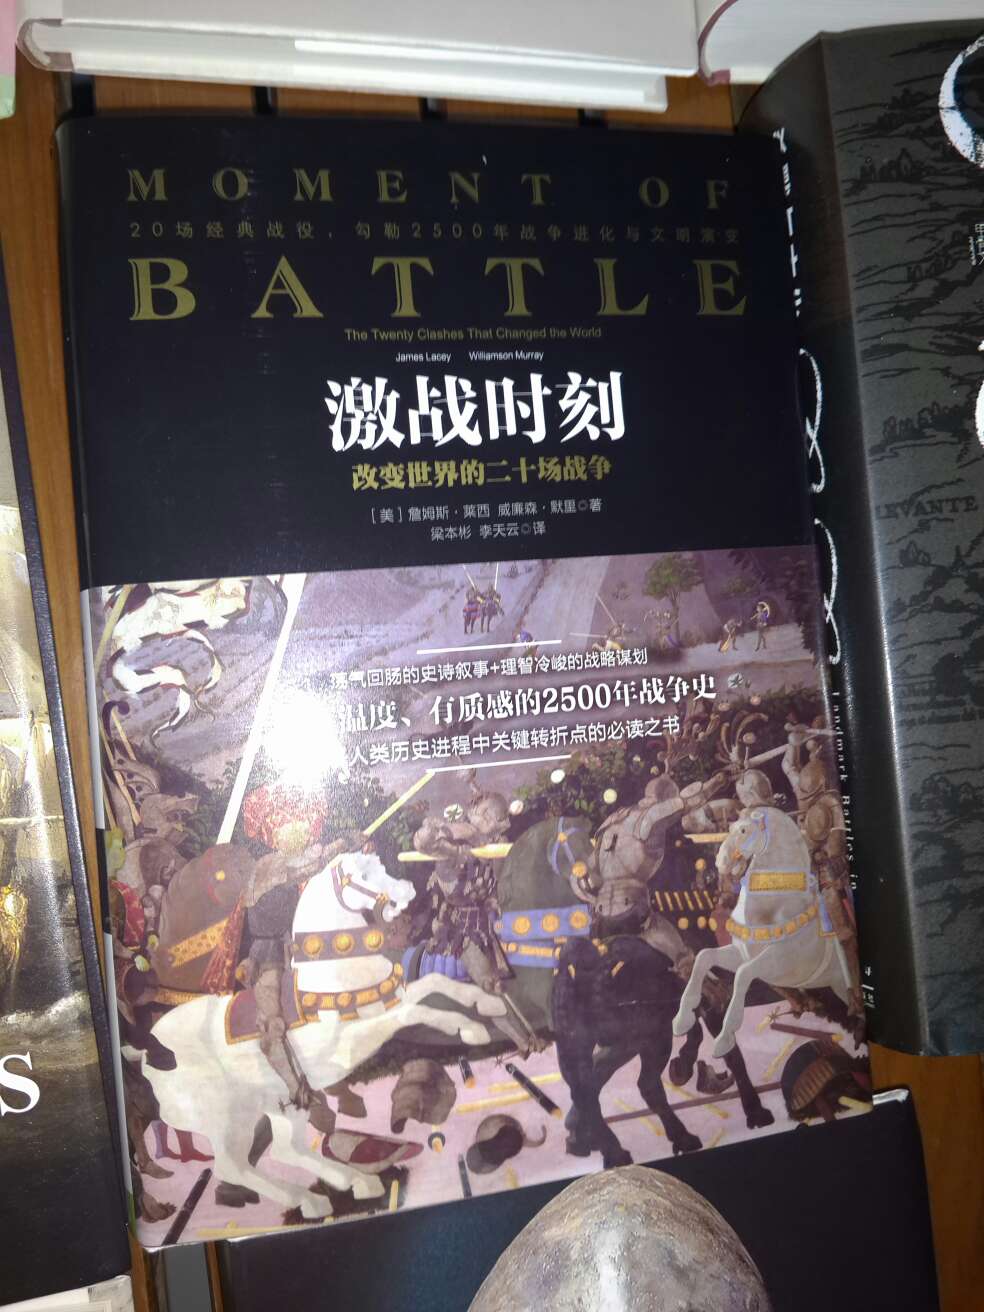 MOMENT OF
20场经典战役，勾勒2500年战争进化与文明演变
BATTLE
The Twenty Clashes That Changed the World
James Lacey Williamson Murray
激战时刻
改变世界的二十场战争
［美］詹姆斯·莱西 威廉森·默里◎著
梁本彬 李天云◎译
气回肠的史诗叙事+理智冷峻的战略谋划
温度、有质感的2500年战争史
人类历史进程中关键转折点的必读之书
Landmark Battles in
EVANTE
S